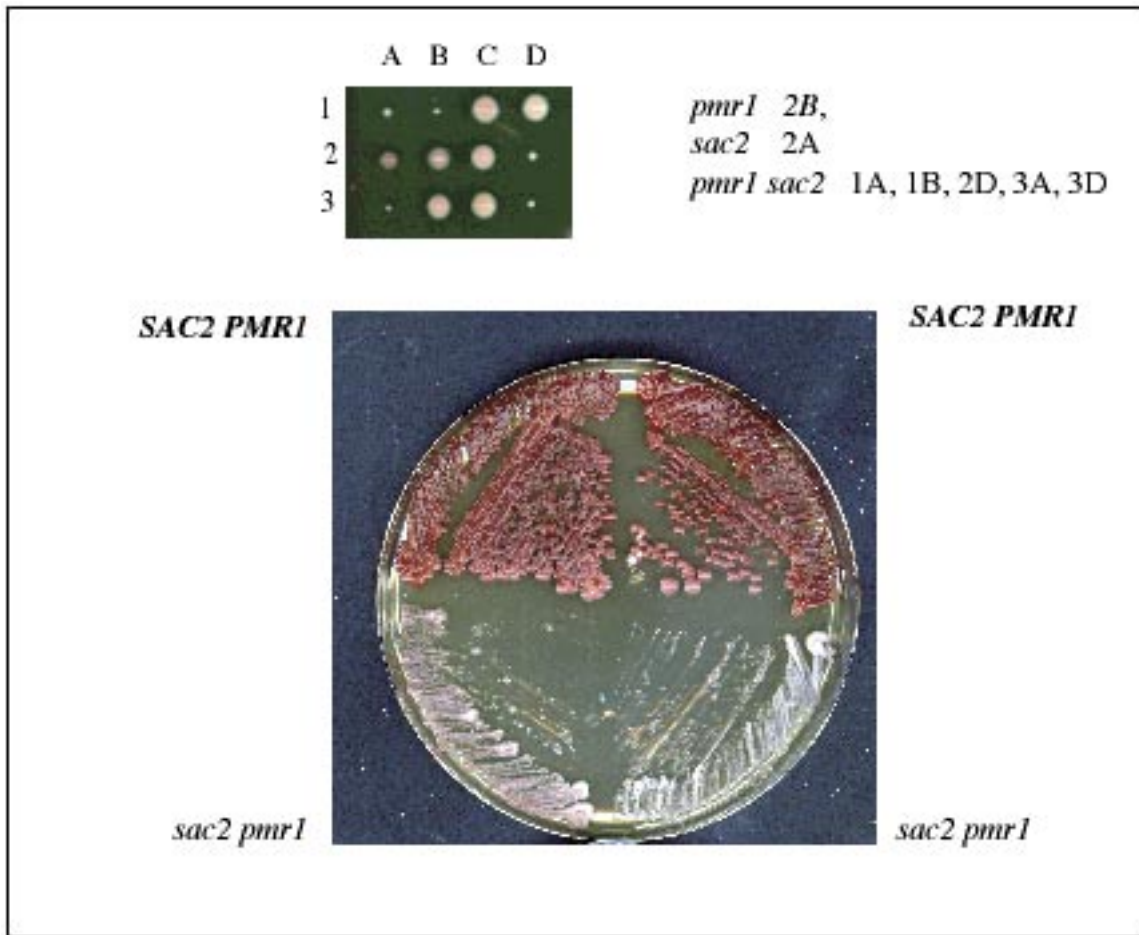 A B C D
1
2
3
pmr1 2B,
sac2 2A
pmr1 sac2 1A, 1B, 2D, 3A, 3D
SAC2 PMR1
SAC2 PMR1
sac2 pmr1
sac2 pmr1